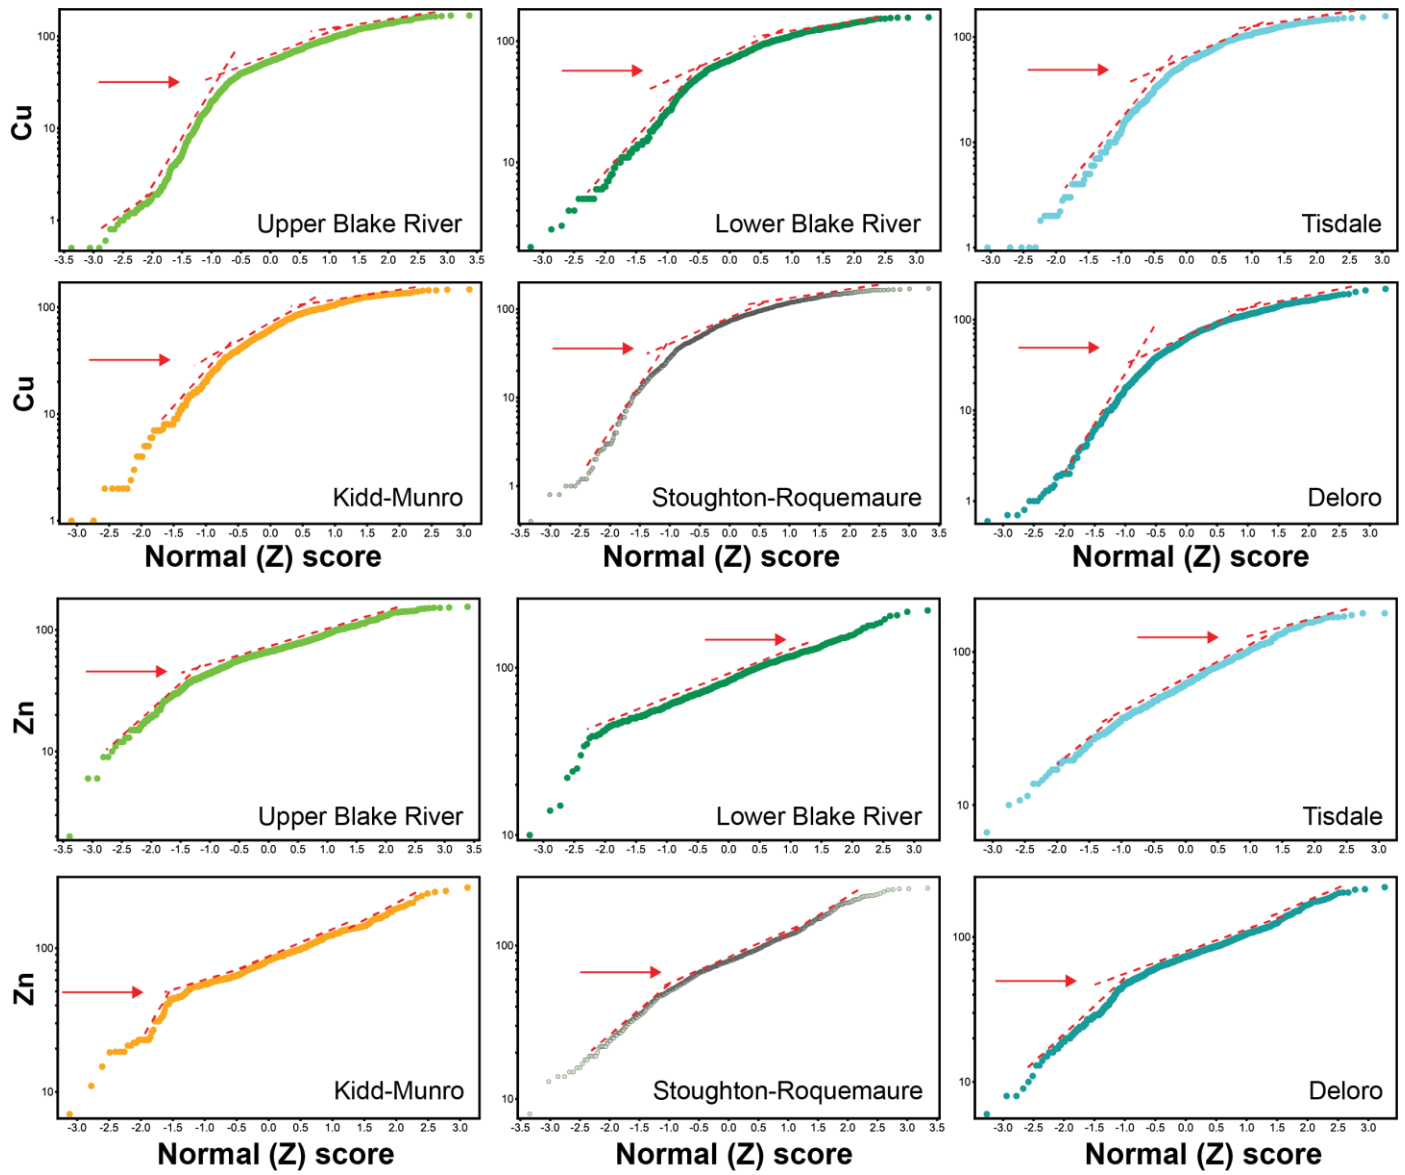 Cu
100
10
1
Upper Blake River
-3.5 -2.5 -2.0 -1.5 -1.0 -0.5 0.0 0.5 1.0 1.5 2.0 2.5 3.0 3.5
100
10
Lower Blake River
-3.0 -2.5 -2.0 -1.5 -1.0 -0.5 0.0 0.5 1.0 1.5 2.0 2.5 3.0
100
10
1
Tisdale
-3.0 -2.5 -2.0 -1.5 -1.0 -0.5 0.0 0.5 1.0 1.5 2.0 2.5 3.0
Cu
100
10
1
Kidd-Munro
-3.0 -2.5 -2.0 -1.5 -1.0 -0.5 0.0 0.5 1.0 1.5 2.0 2.5 3.0
100
10
1
Stoughton-Roquemaure
-3.5 -3.0 -2.5 -2.0 -1.5 -1.0 -0.5 0.0 0.5 1.0 1.5 2.0 2.5 3.0 3.5
100
10
1
Deloro
-3.0 -2.5 -2.0 -1.5 -1.0 -0.5 0.0 0.5 1.0 1.5 2.0 2.5 3.0
Normal (Z) score
Normal (Z) score
Normal (Z) score
Zn
100
10
Upper Blake River
-3.5 -3.0 -2.5 -2.0 -1.5 -1.0 -0.5 0.0 0.5 1.0 1.5 2.0 2.5 3.0 3.5
100
10
Lower Blake River
-3.0 -2.5 -2.0 -1.5 -1.0 -0.5 0.0 0.5 1.0 1.5 2.0 2.5 3.0
100
10
Tisdale
-3.0 -2.5 -2.0 -1.5 -1.0 -0.5 0.0 0.5 1.0 1.5 2.0 2.5 3.0
Zn
100
10
Kidd-Munro
-3.0 -2.5 -2.0 -1.5 -1.0 -0.5 0.0 0.5 1.0 1.5 2.0 2.5 3.0
100
10
Stoughton-Roquemaure
-3.5 -3.0 -2.5 -2.0 -1.5 -1.0 -0.5 0.0 0.5 1.0 1.5 2.0 2.5 3.0 3.5
100
10
Deloro
-3.0 -2.5 -2.0 -1.5 -1.0 -0.5 0.0 0.5 1.0 1.5 2.0 2.5 3.0
Normal (Z) score
Normal (Z) score
Normal (Z) score